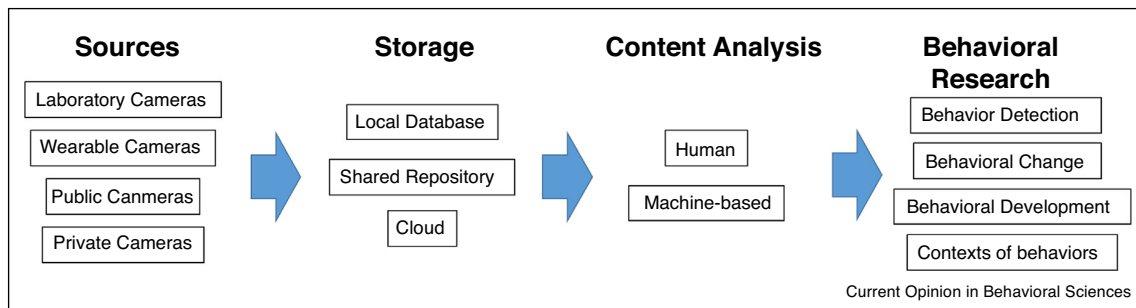 Sources
Laboratory Cameras
Wearable Cameras
Public Canmeras
Private Cameras
Storage
Local Database
Shared Repository
Cloud
Content Analysis
Human
Machine-based
Behavioral
Research
Behavior Detection
Behavioral Change
Behavioral Development
Contexts of behaviors
Current Opinion in Behavioral Sciences